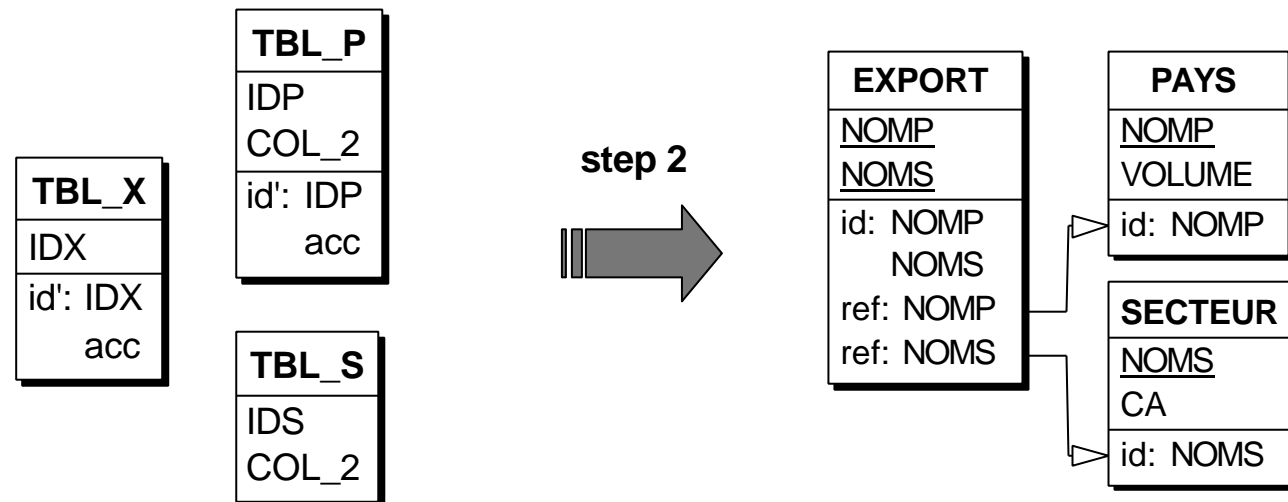 TBL_X
IDX
id': IDX
acc
TBL_P
IDP
COL_2
id': IDP
acc
TBL_S
IDS
COL_2
step 2
EXPORT
NOMP
NOMS
id: NOMP
NOMS
ref: NOMP
ref: NOMS
PAYS
NOMP
VOLUME
id: NOMP
SECTEUR
NOMS
CA
id: NOMS